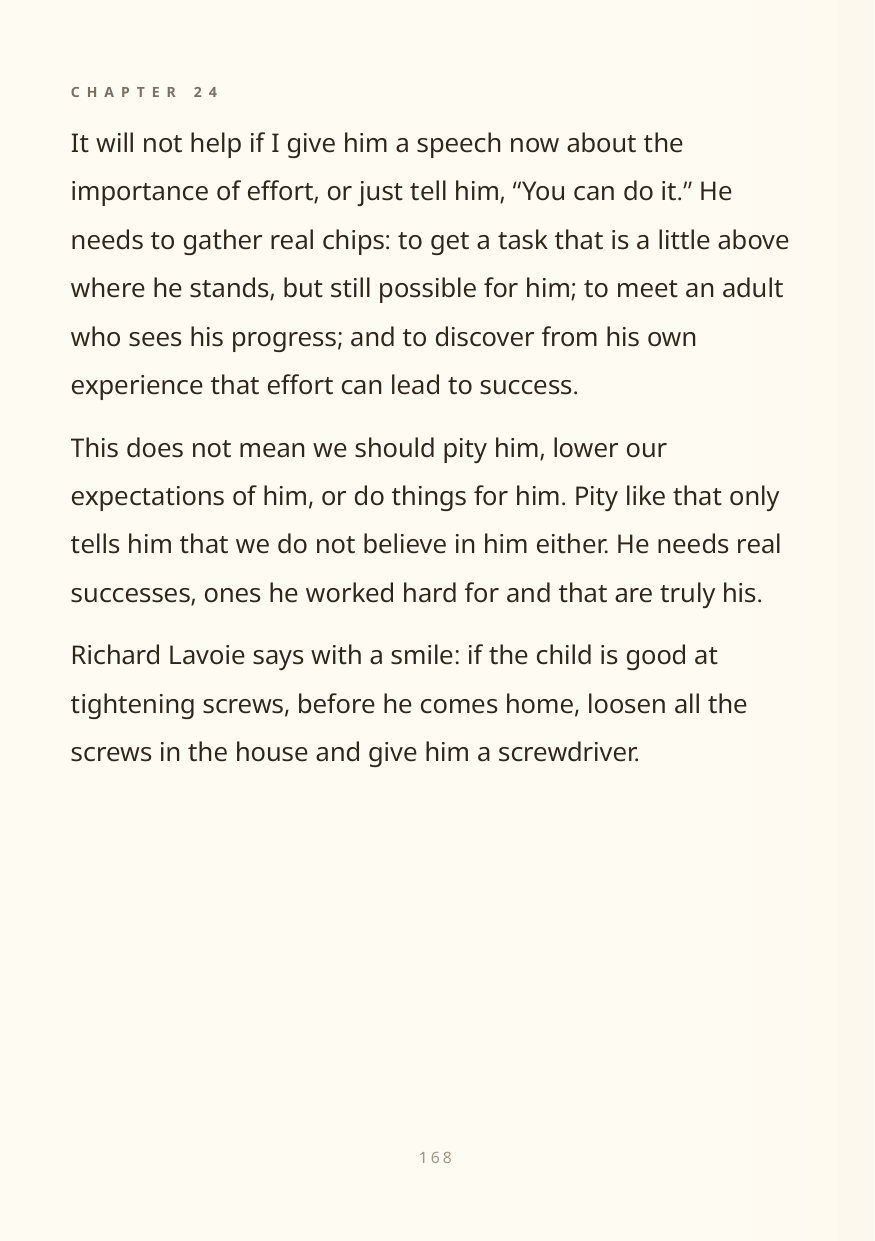 CHAPTER 24
It will not help if I give him a speech now about the
importance of effort, or just tell him, “You can do it.” He
needs to gather real chips: to get a task that is a little above
where he stands, but still possible for him; to meet an adult
who sees his progress; and to discover from his own
experience that effort can lead to success.
This does not mean we should pity him, lower our
expectations of him, or do things for him. Pity like that only
tells him that we do not believe in him either. He needs real
successes, ones he worked hard for and that are truly his.
Richard Lavoie says with a smile: if the child is good at
tightening screws, before he comes home, loosen all the
screws in the house and give him a screwdriver.
168